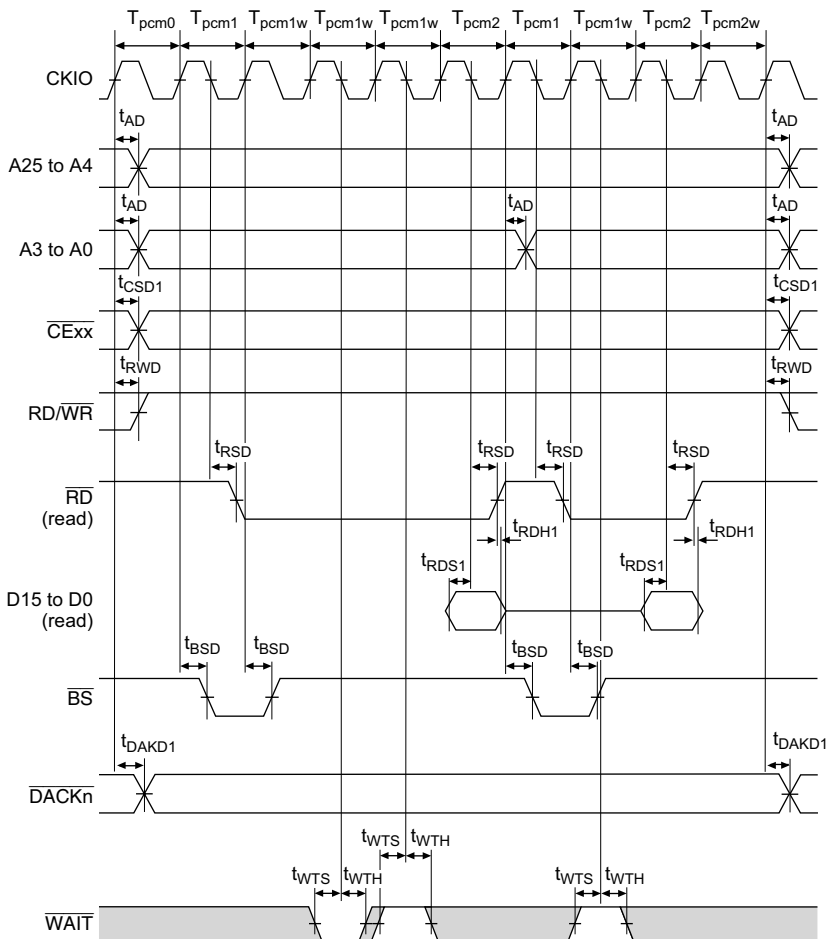 Tpcm0 Tpcm1 Tpcm1w Tpcm1w Tpcm1w Tpcm2 Tpcm1 Tpcm1w Tpcm2 Tpcm2w
CKIO
tAD tAD
A25 to A4
tAD tAD tAD
A3 to A0
tCSD1 tCSD1
CExx
tRWD tRWD
RD/WR
tRSD tRSD tRSD tRSD
RD
(read)
tRDH1 tRDH1
tRDS1 tRDS1
D15 to D0
(read)
tBSD tBSD tBSD tBSD
BS
tDAKD1 tDAKD1
DACKn
tWTS tWTH
tWTS tWTH tWTS tWTH
WAIT